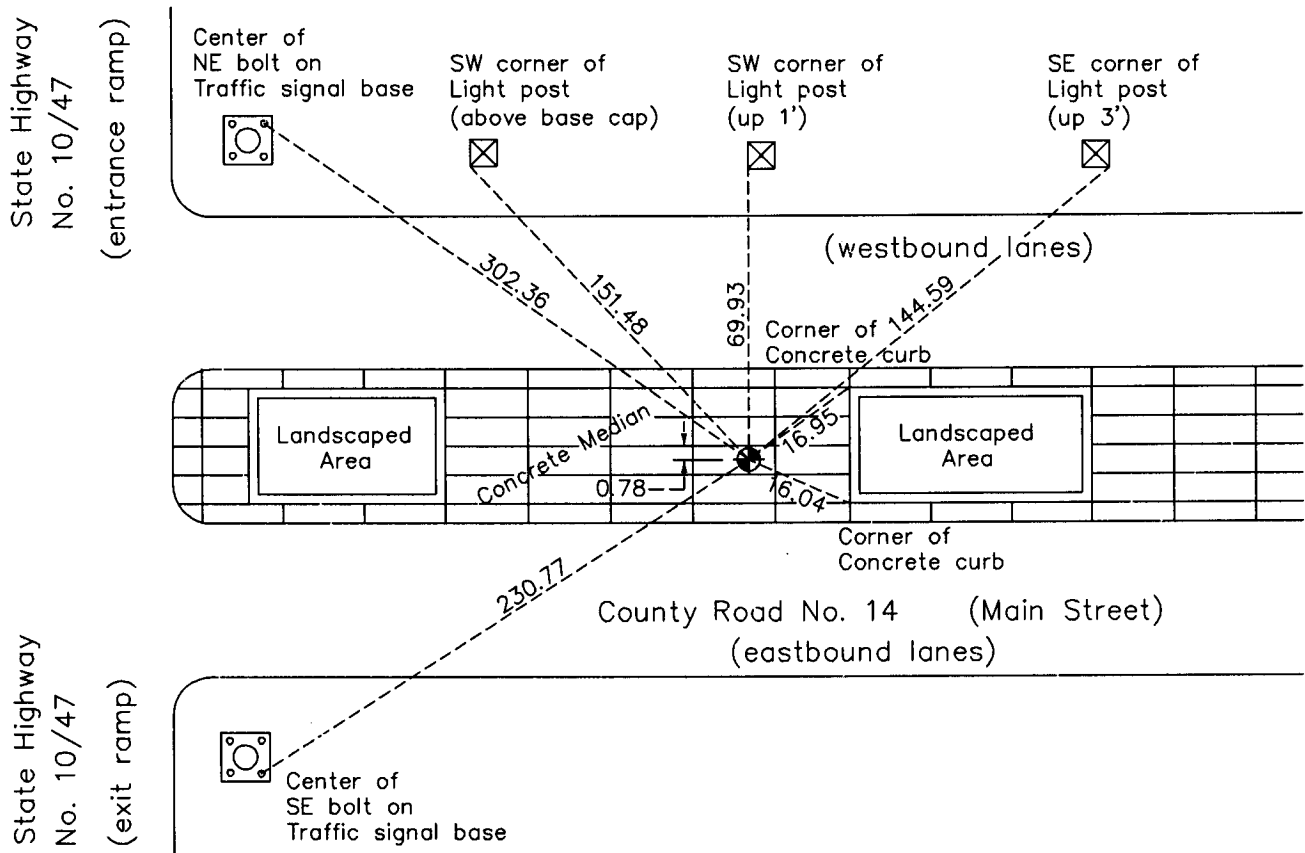 State Highway
No. 10/47
(entrance ramp)
Center of
NE bolt on
Traffic signal base
SW corner of
Light post
(above base cap)
SW corner of
Light post
(up 1')
SE corner of
Light post
(up 3')
(westbound lanes)
302.36
151.48
69.93
144.59
Corner of
Concrete curb
Landscaped
Area
Concrete Median
0.78
16.95
16.04
Landscaped
Area
Corner of
Concrete curb
230.77
County Road No. 14 (Main Street)
(eastbound lanes)
State Highway
No. 10/47
(exit ramp)
Center of
SE bolt on
Traffic signal base